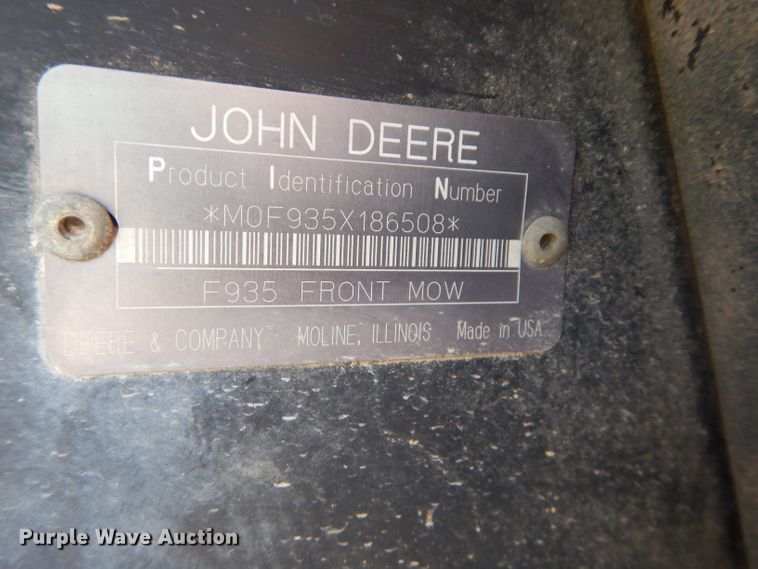 JOHN DEERE
Product Identification Number
*M0F935X186508*
F935 FRONT MOW
DEERE & COMPANY MOLINE, ILLINOIS Made in USA
Purple Wave Auction